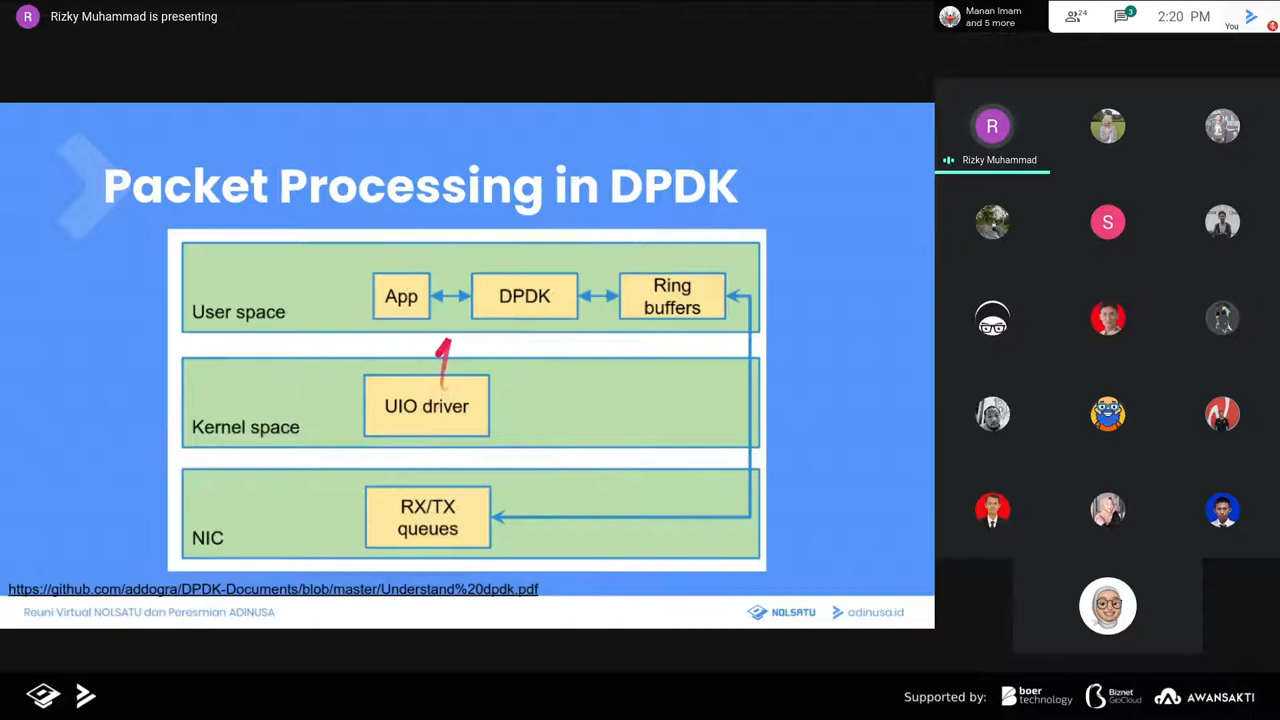 R
Rizky Muhammad is presenting
Manan Imam
and 5 more
24
3
2:20 PM
You
Packet Processing in DPDK
User space
App
DPDK
Ring
buffers
Kernel space
UIO driver
NIC
RX/TX
queues
https://github.com/addogra/DPDK-Documents/blob/master/Understand%20dpdk.pdf
Reuni Virtual NOLSATU dan Peresmian ADINUSA
NOLSATU
adinusa.id
R
Rizky Muhammad
S
Supported by:
boer
technology
Biznet
GioCloud
AWANSAKTI